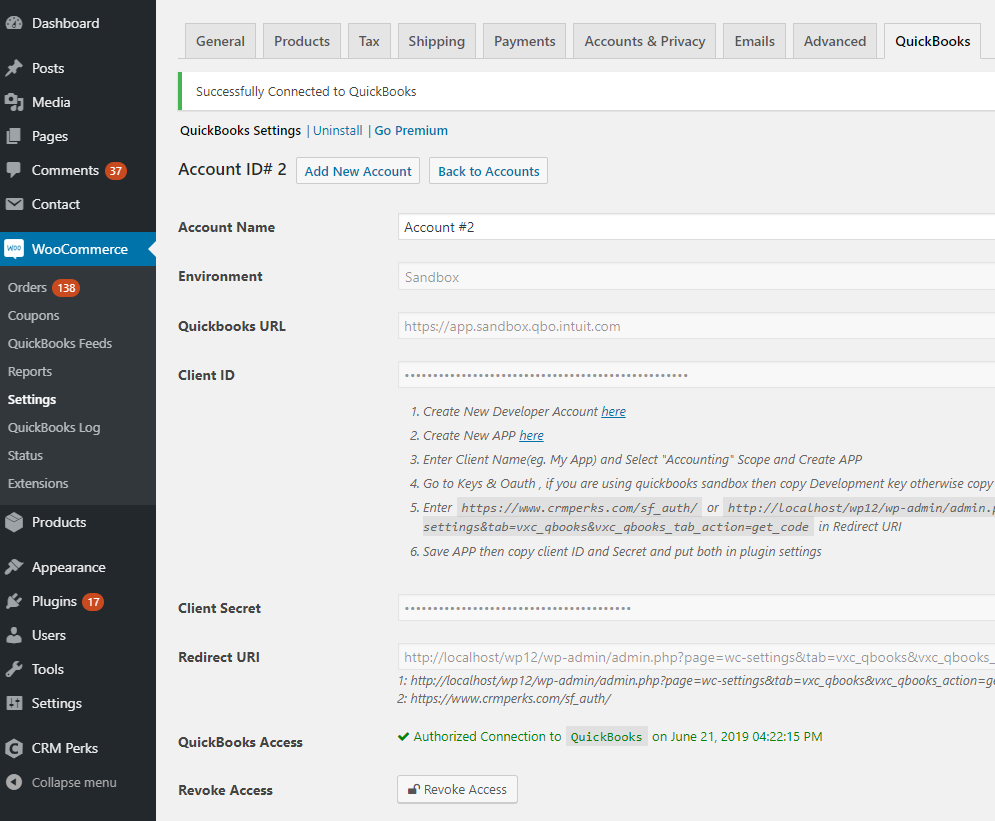 Dashboard
Posts
Media
Pages
Comments 37
Contact
WOO WooCommerce
Orders 138
Coupons
QuickBooks Feeds
Reports
Settings
QuickBooks Log
Status
Extensions
Products
Appearance
Plugins 17
Users
Tools
Settings
CRM Perks
Collapse menu
General Products Tax Shipping Payments Accounts & Privacy Emails Advanced QuickBooks
Successfully Connected to QuickBooks
QuickBooks Settings | Uninstall | Go Premium
Account ID# 2 Add New Account Back to Accounts
Account Name Account #2
Environment Sandbox
Quickbooks URL https://app.sandbox.qbo.intuit.com
Client ID
1. Create New Developer Account here
2. Create New APP here
3. Enter Client Name(eg. My App) and Select "Accounting" Scope and Create APP
4. Go to Keys & Oauth , if you are using quickbooks sandbox then copy Development key otherwise copy
5. Enter https://www.crmperks.com/sf_auth/ or http://localhost/wp12/wp-admin/admin.p
settings&tab=vxc_qbooks&vxc_qbooks_tab_action=get_code in Redirect URI
6. Save APP then copy client ID and Secret and put both in plugin settings
Client Secret
Redirect URI http://localhost/wp12/wp-admin/admin.php?page=wc-settings&tab=vxc_qbooks&vxc_qbooks_
1: http://localhost/wp12/wp-admin/admin.php?page=wc-settings&tab=vxc_qbooks&vxc_qbooks_action=ge
2: https://www.crmperks.com/sf_auth/
QuickBooks Access Authorized Connection to QuickBooks on June 21, 2019 04:22:15 PM
Revoke Access Revoke Access